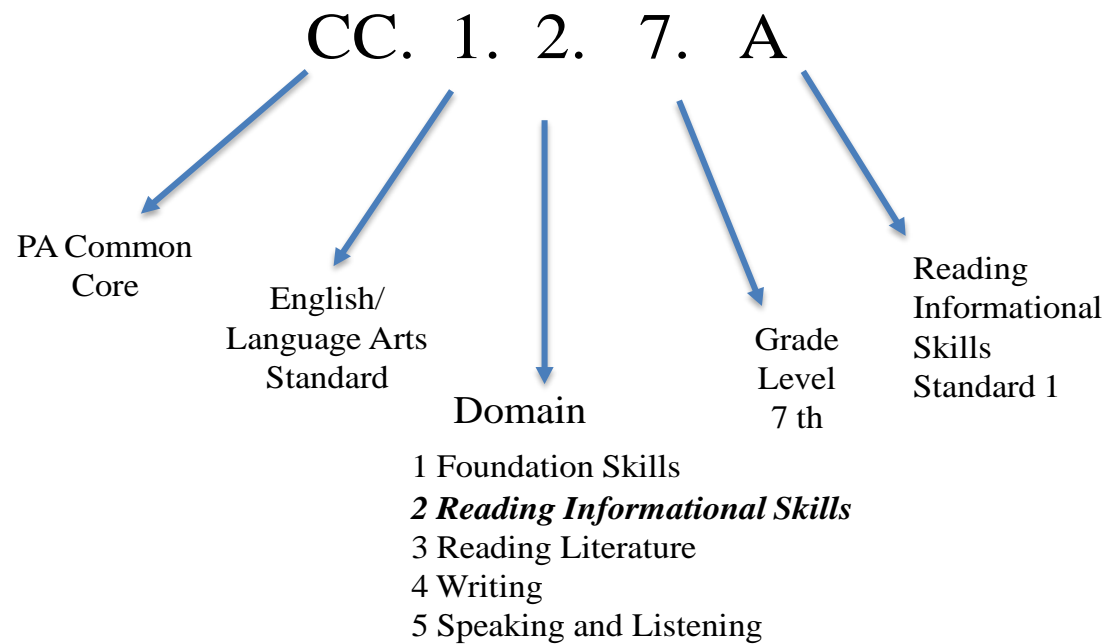 CC. 1. 2. 7. A
PA Common
Core
English/
Language Arts
Standard
Domain
1 Foundation Skills
2 Reading Informational Skills
3 Reading Literature
4 Writing
5 Speaking and Listening
Grade
Level
7 th
Reading
Informational
Skills
Standard 1